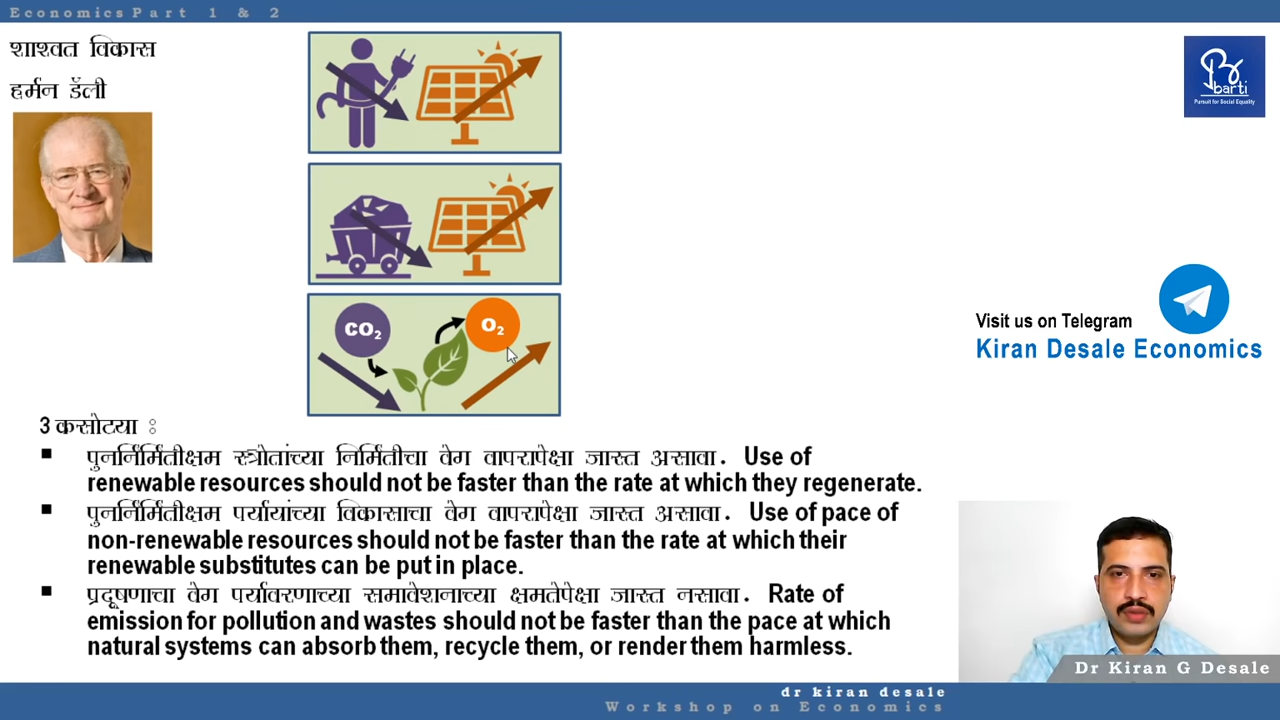 Economics Part 1 & 2
शाश्वत विकास
हर्मन डॅली
barti
Pursuit for Social Equality
CO₂
O₂
Visit us on Telegram
Kiran Desale Economics
3 कसोटया :
▪ पुनर्निर्मितीक्षम स्त्रोतांच्या निर्मितीचा वेग वापरापेक्षा जास्त असावा. Use of
renewable resources should not be faster than the rate at which they regenerate.
▪ पुनर्निर्मितीक्षम पर्यायांच्या विकासाचा वेग वापरापेक्षा जास्त असावा. Use of pace of
non-renewable resources should not be faster than the rate at which their
renewable substitutes can be put in place.
▪ प्रदूषणाचा वेग पर्यावरणाच्या समावेशनाच्या क्षमतेपेक्षा जास्त नसावा. Rate of
emission for pollution and wastes should not be faster than the pace at which
natural systems can absorb them, recycle them, or render them harmless.
Dr Kiran G Desale
dr kiran desale
Workshop on Economics